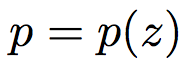 p = p(z)